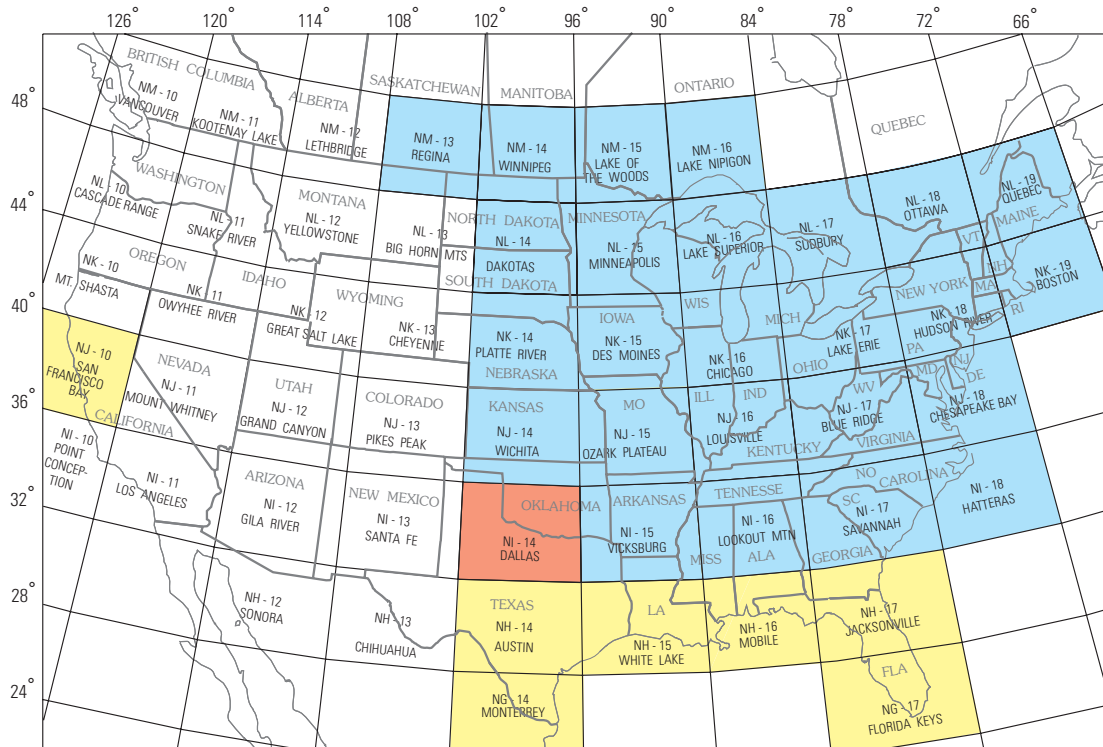 126° 120° 114° 108° 102° 96° 90° 84° 78° 72° 66°
48°
44°
40°
36°
32°
28°
24°
BRITISH COLUMBIA
ALBERTA
SASKATCHEWAN
MANITOBA
ONTARIO
QUEBEC
NM - 10
VANCOUVER
NM - 11
KOOTENAY LAKE
NM - 12
LETHBRIDGE
NM - 13
REGINA
NM - 14
WINNIPEG
NM - 15
LAKE OF
THE WOODS
NM - 16
LAKE NIPIGON
WASHINGTON
MONTANA
NORTH DAKOTA
MINNESOTA
VT
NH
MAINE
NL - 10
CASCADE RANGE
NL - 11
SNAKE RIVER
NL - 12
YELLOWSTONE
NL - 13
BIG HORN MTS
NL - 14
DAKOTAS
NL - 15
MINNEAPOLIS
NL - 16
LAKE SUPERIOR
NL - 17
SUDBURY
NL - 18
OTTAWA
NL - 19
QUEBEC
OREGON
IDAHO
WYOMING
SOUTH DAKOTA
IOWA
WIS
MICH
NEW YORK
MA
RI
NK - 10
MT. SHASTA
NK - 11
OWYHEE RIVER
NK - 12
GREAT SALT LAKE
NK - 13
CHEYENNE
NK - 14
PLATTE RIVER
NEBRASKA
NK - 15
DES MOINES
NK - 16
CHICAGO
NK - 17
LAKE ERIE
NK - 18
HUDSON RIVER
NK - 19
BOSTON
OHIO
PA
NJ
MD
DE
NJ - 10
SAN
FRANCISCO
BAY
CALIFORNIA
NEVADA
NJ - 11
MOUNT WHITNEY
UTAH
NJ - 12
GRAND CANYON
COLORADO
NJ - 13
PIKES PEAK
KANSAS
NJ - 14
WICHITA
MO
NJ - 15
OZARK PLATEAU
ILL
IND
NJ - 16
LOUISVILLE
KENTUCKY
WV
NJ - 17
BLUE RIDGE
VIRGINIA
NJ - 18
CHESAPEAKE BAY
NI - 10
POINT
CONCEP-
TION
NI - 11
LOS ANGELES
ARIZONA
NI - 12
GILA RIVER
NEW MEXICO
NI - 13
SANTA FE
OKLAHOMA
NI - 14
DALLAS
ARKANSAS
NI - 15
VICKSBURG
TENNESSE
MISS
NI - 16
LOOKOUT MTN
ALA
GEORGIA
NO
CAROLINA
SC
NI - 17
SAVANNAH
NI - 18
HATTERAS
NH - 12
SONORA
NH - 13
CHIHUAHUA
TEXAS
NH - 14
AUSTIN
LA
NH - 15
WHITE LAKE
NH - 16
MOBILE
NH - 17
JACKSONVILLE
NG - 14
MONTERREY
FLA
NG - 17
FLORIDA KEYS